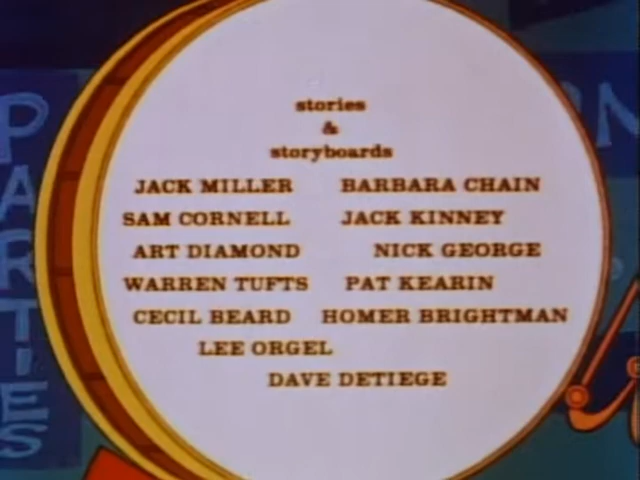 stories
&
storyboards
JACK MILLER BARBARA CHAIN
SAM CORNELL JACK KINNEY
ART DIAMOND NICK GEORGE
WARREN TUFTS PAT KEARIN
CECIL BEARD HOMER BRIGHTMAN
LEE ORGEL
DAVE DETIEGE
PARTIES